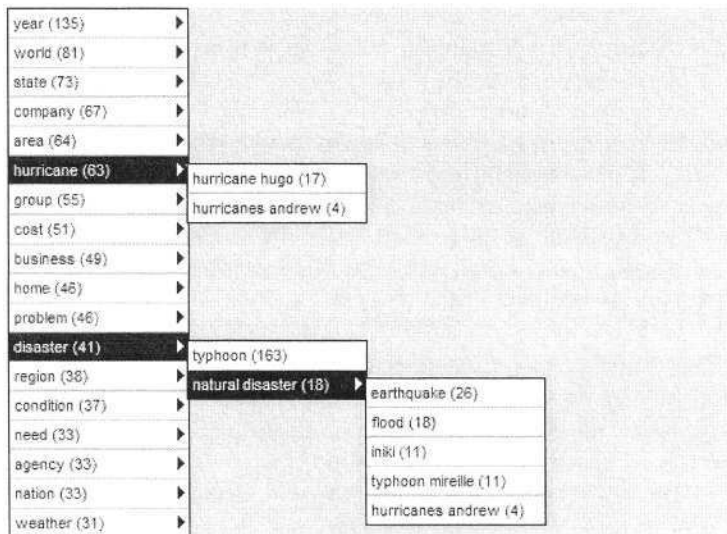 year (135)
world (81)
state (73)
company (67)
area (64)
hurricane (63)
hurricane hugo (17)
hurricanes andrew (4)
group (55)
cost (51)
business (49)
home (46)
problem (46)
disaster (41)
typhoon (163)
natural disaster (18)
earthquake (26)
flood (18)
iniki (11)
typhoon mireille (11)
hurricanes andrew (4)
region (38)
condition (37)
need (33)
agency (33)
nation (33)
weather (31)